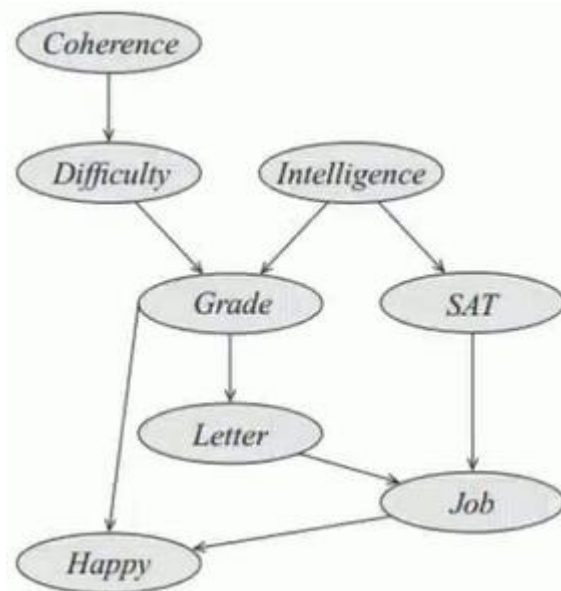 Coherence
Difficulty
Intelligence
Grade
SAT
Letter
Job
Happy